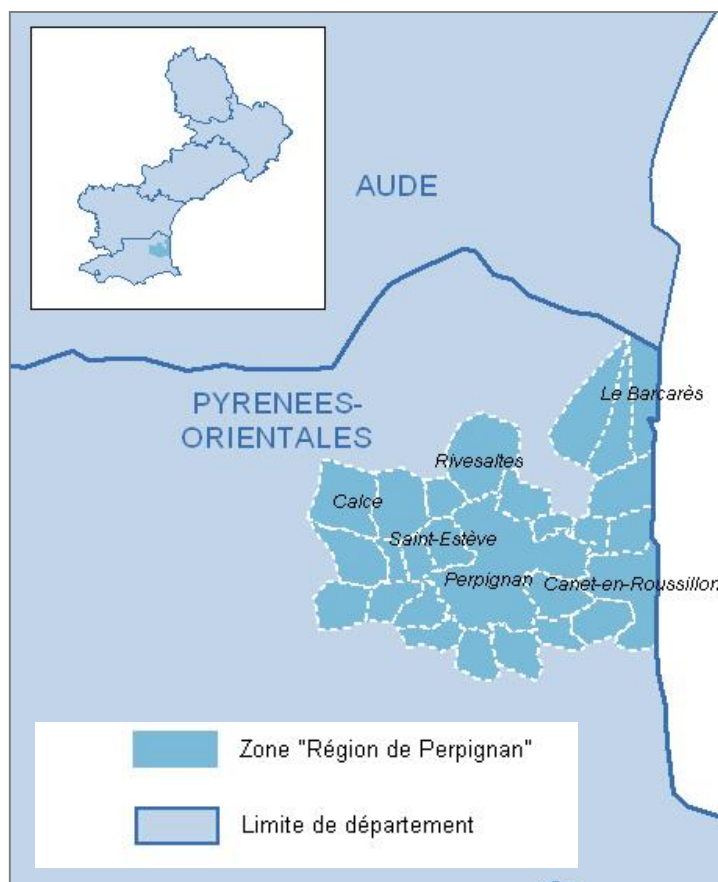 AUDE
PYRENEES-
ORIENTALES
Le Barcarès
Rivesaltes
Calce
Saint-Estève
Perpignan
Canet-en-Roussillon
Zone "Région de Perpignan"
Limite de département